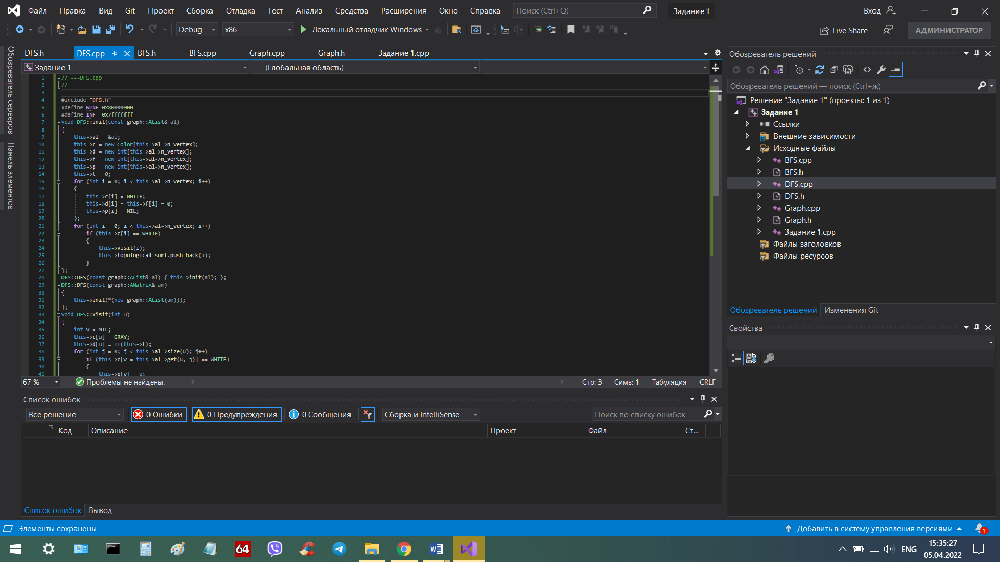 Файл Правка Вид Git Проект Сборка Отладка Тест Анализ Средства Расширения Окно Справка Поиск (Ctrl+Q) Задание 1 Вход
Debug x86 Локальный отладчик Windows Live Share АДМИНИСТРАТОР
Обозреватель серверов
Панель элементов
DFS.h DFS.cpp BFS.h BFS.cpp Graph.cpp Graph.h Задание 1.cpp
Задание 1 (Глобальная область)
1 // ---DFS.cpp
2 //
3
4 #include "DFS.h"
5 #define NINF 0x80000000
6 #define INF  0x7fffffff
7 void DFS::init(const graph::AList& al)
8 {
9 this->al = &al;
10 this->c = new Color[this->al->n_vertex];
11 this->d = new int[this->al->n_vertex];
12 this->f = new int[this->al->n_vertex];
13 this->p = new int[this->al->n_vertex];
14 this->t = 0;
15 for (int i = 0; i < this->al->n_vertex; i++)
16 {
17 this->c[i] = WHITE;
18 this->d[i] = this->f[i] = 0;
19 this->p[i] = NIL;
20 };
21 for (int i = 0; i < this->al->n_vertex; i++)
22 if (this->c[i] == WHITE)
23 {
24 this->visit(i);
25 this->topological_sort.push_back(i);
26 }
27 };
28 DFS::DFS(const graph::AList& al) { this->init(al); };
29 DFS::DFS(const graph::AMatrix& am)
30 {
31 this->init(*(new graph::AList(am)));
32 };
33 void DFS::visit(int u)
34 {
35 int v = NIL;
36 this->c[u] = GRAY;
37 this->d[u] = ++(this->t);
38 for (int j = 0; j < this->al->size(u); j++)
39 if (this->c[v = this->al->get(u, j)] == WHITE)
40 {
41 this->p[v] = u;
67 % Проблемы не найдены. Стр: 3 Симв: 1 Табуляция CRLF
Список ошибок
Все решение 0 Ошибки 0 Предупреждения 0 Сообщения Сборка и IntelliSense Поиск по списку ошибок
Код Описание Проект Файл Ст...
Список ошибок Вывод
Обозреватель решений
Обозреватель решений — поиск (Ctrl+ж)
Решение "Задание 1" (проекты: 1 из 1)
Задание 1
Ссылки
Внешние зависимости
Исходные файлы
BFS.cpp
BFS.h
DFS.cpp
DFS.h
Graph.cpp
Graph.h
Задание 1.cpp
Файлы заголовков
Файлы ресурсов
Обозреватель решений Изменения Git
Свойства
Элементы сохранены Добавить в систему управления версиями 1
64 W ENG 15:35:27
05.04.2022